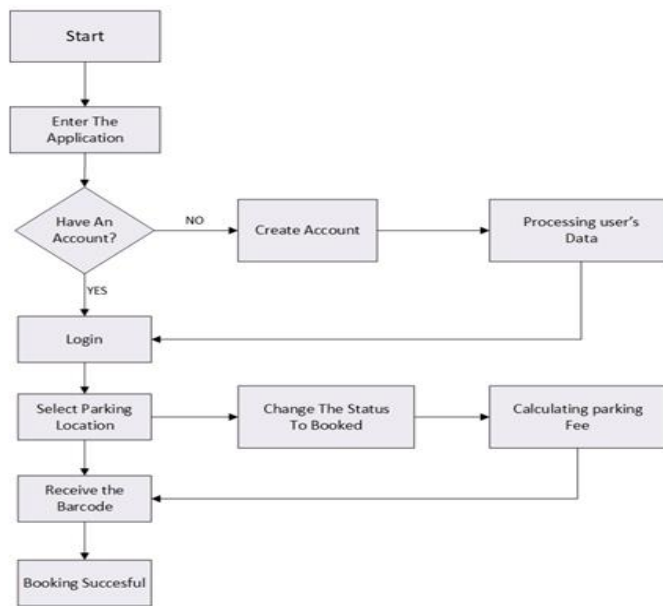 Start
Enter The
Application
Have An
Account?
NO
Create Account
Processing user's
Data
YES
Login
Select Parking
Location
Change The Status
To Booked
Calculating parking
Fee
Receive the
Barcode
Booking Succesful